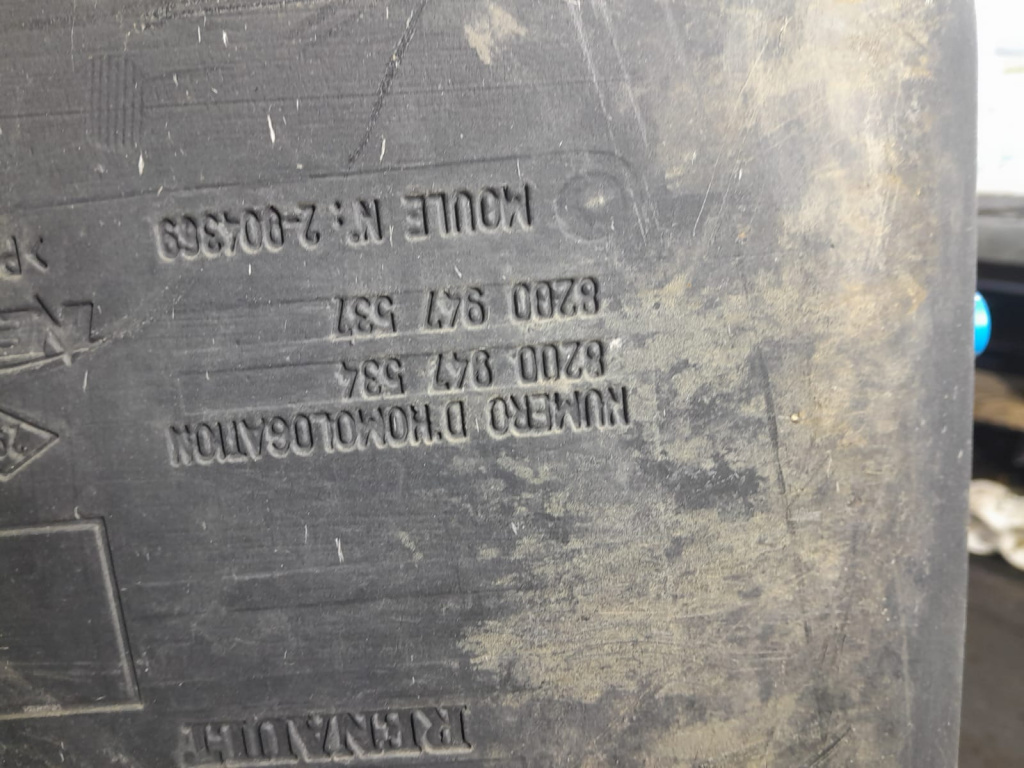 RENAULT
NUMERO D'HOMOLOGATION
8200 947 534
8200 947 537
MOULE N°: 2-004369
>P